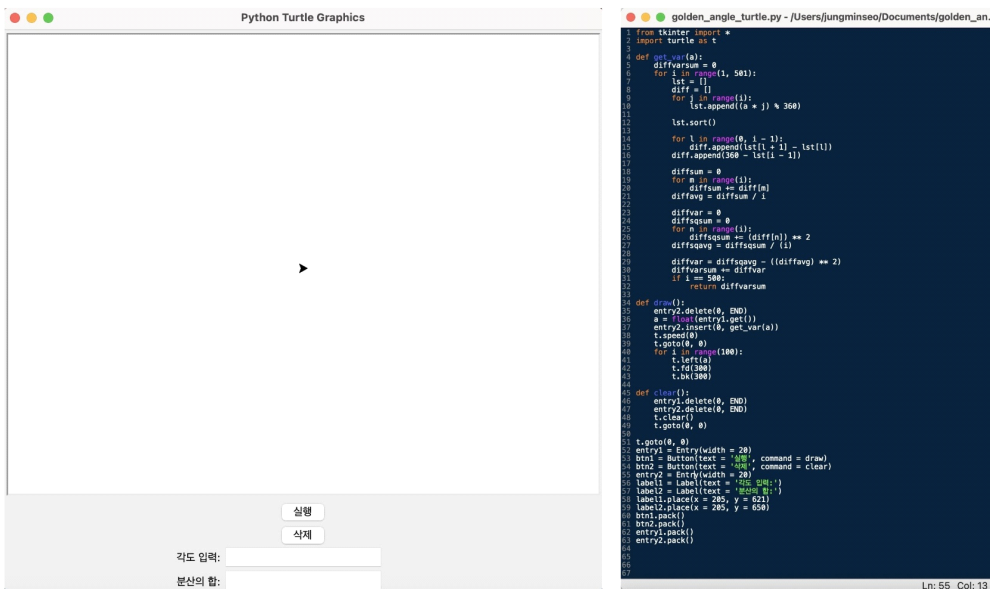 Python Turtle Graphics
실행
삭제
각도 입력:
분산의 합:
golden_angle_turtle.py - /Users/jungminseo/Documents/golden_an.
1 from tkinter import *
2 import turtle as t
3
4 def get_var(a):
5     diffvarsum = 0
6     for i in range(1, 501):
7         lst = []
8         diff = []
9         for j in range(i):
10             lst.append((a * j) % 360)
11
12         lst.sort()
13
14         for l in range(0, i - 1):
15             diff.append(lst[l + 1] - lst[l])
16         diff.append(360 - lst[i - 1])
17
18         diffsum = 0
19         for m in range(i):
20             diffsum += diff[m]
21         diffavg = diffsum / i
22
23         diffvar = 0
24         diffsqsum = 0
25         for n in range(i):
26             diffsqsum += (diff[n]) ** 2
27         diffsqavg = diffsqsum / (i)
28
29         diffvar = diffsqavg - ((diffavg) ** 2)
30         diffvarsum += diffvar
31         if i == 500:
32             return diffvarsum
33
34 def draw():
35     entry2.delete(0, END)
36     a = float(entry1.get())
37     entry2.insert(0, get_var(a))
38     t.speed(0)
39     t.goto(0, 0)
40     for i in range(100):
41         t.left(a)
42         t.fd(300)
43         t.bk(300)
44
45 def clear():
46     entry1.delete(0, END)
47     entry2.delete(0, END)
48     t.clear()
49     t.goto(0, 0)
50
51 t.goto(0, 0)
52 entry1 = Entry(width = 20)
53 btn1 = Button(text = '실행', command = draw)
54 btn2 = Button(text = '삭제', command = clear)
55 entry2 = Entry(width = 20)
56 label1 = Label(text = '각도 입력:')
57 label2 = Label(text = '분산의 합:')
58 label1.place(x = 205, y = 621)
59 label2.place(x = 205, y = 650)
60 btn1.pack()
61 btn2.pack()
62 entry1.pack()
63 entry2.pack()
64
65
66
67
Ln: 55 Col: 13